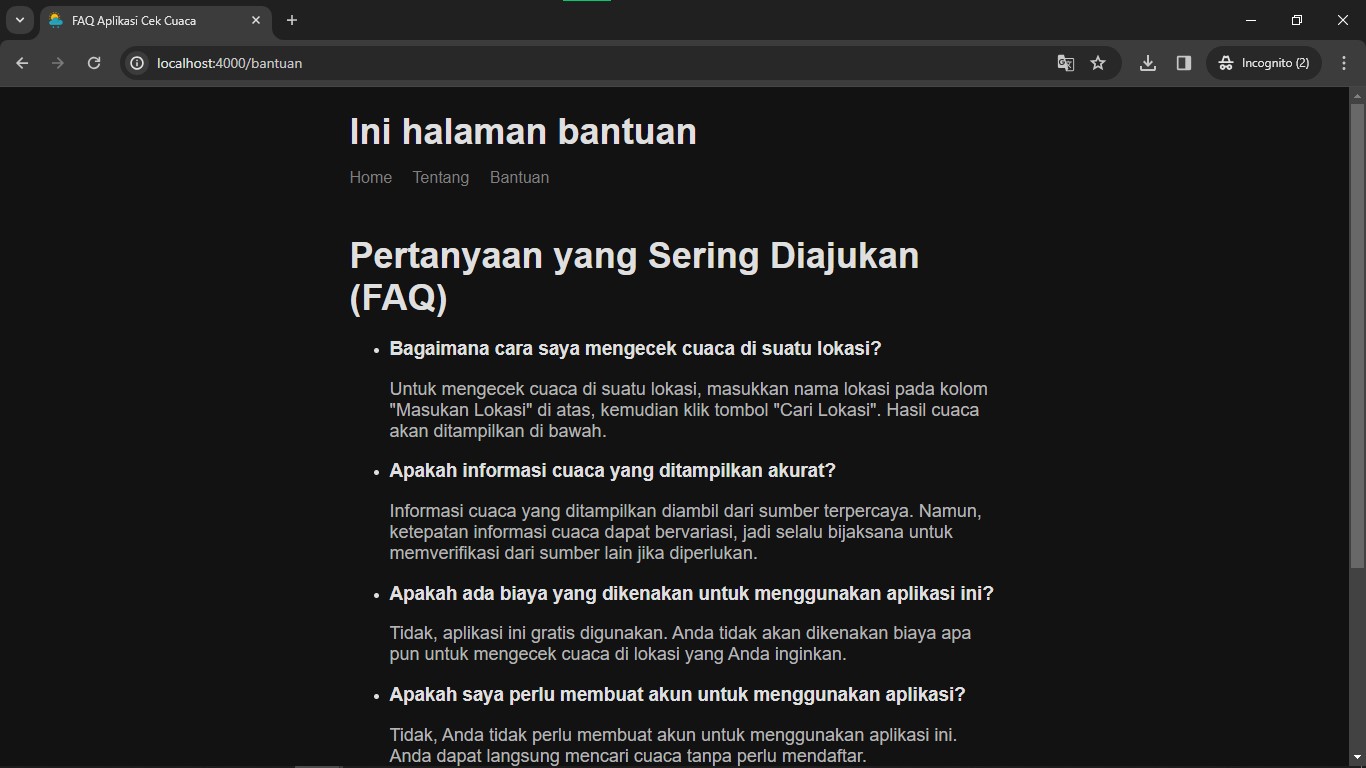 FAQ Aplikasi Cek Cuaca
localhost:4000/bantuan
Incognito (2)
Ini halaman bantuan
Home Tentang Bantuan
Pertanyaan yang Sering Diajukan
(FAQ)
• Bagaimana cara saya mengecek cuaca di suatu lokasi?
Untuk mengecek cuaca di suatu lokasi, masukkan nama lokasi pada kolom
"Masukan Lokasi" di atas, kemudian klik tombol "Cari Lokasi". Hasil cuaca
akan ditampilkan di bawah.
• Apakah informasi cuaca yang ditampilkan akurat?
Informasi cuaca yang ditampilkan diambil dari sumber terpercaya. Namun,
ketepatan informasi cuaca dapat bervariasi, jadi selalu bijaksana untuk
memverifikasi dari sumber lain jika diperlukan.
• Apakah ada biaya yang dikenakan untuk menggunakan aplikasi ini?
Tidak, aplikasi ini gratis digunakan. Anda tidak akan dikenakan biaya apa
pun untuk mengecek cuaca di lokasi yang Anda inginkan.
• Apakah saya perlu membuat akun untuk menggunakan aplikasi?
Tidak, Anda tidak perlu membuat akun untuk menggunakan aplikasi ini.
Anda dapat langsung mencari cuaca tanpa perlu mendaftar.